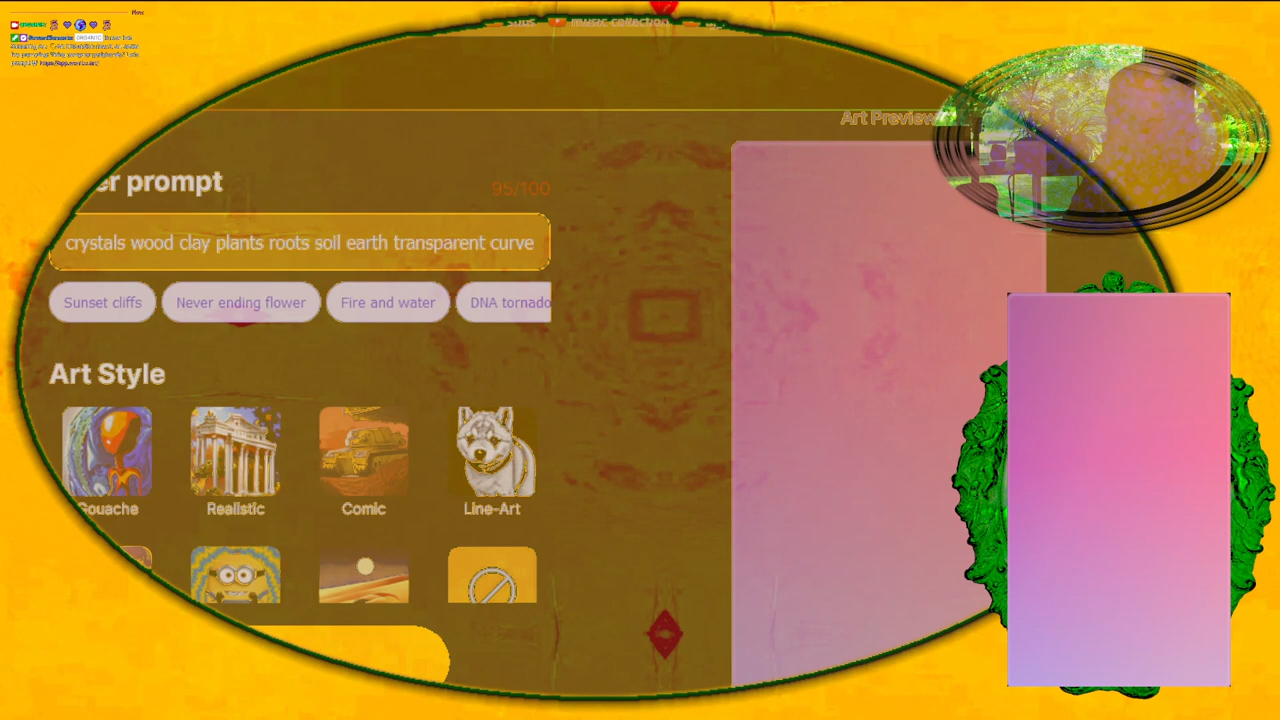 music collection
Art Preview
er prompt
95/100
crystals wood clay plants roots soil earth transparent curve
Sunset cliffs
Never ending flower
Fire and water
DNA tornado
Art Style
Gouache
Realistic
Comic
Line-Art